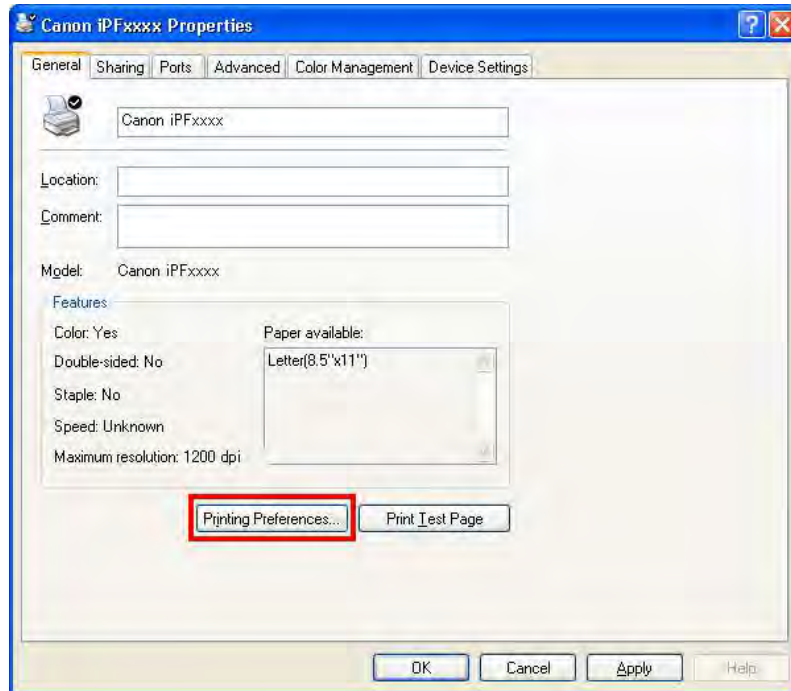 Canon iPFxxxx Properties
General Sharing Ports Advanced Color Management Device Settings
Canon iPFxxxx
Location:
Comment:
Model: Canon iPFxxxx
Features
Color: Yes Paper available:
Double-sided: No Letter(8.5"x11")
Staple: No
Speed: Unknown
Maximum resolution: 1200 dpi
Printing Preferences... Print Test Page
OK Cancel Apply Help